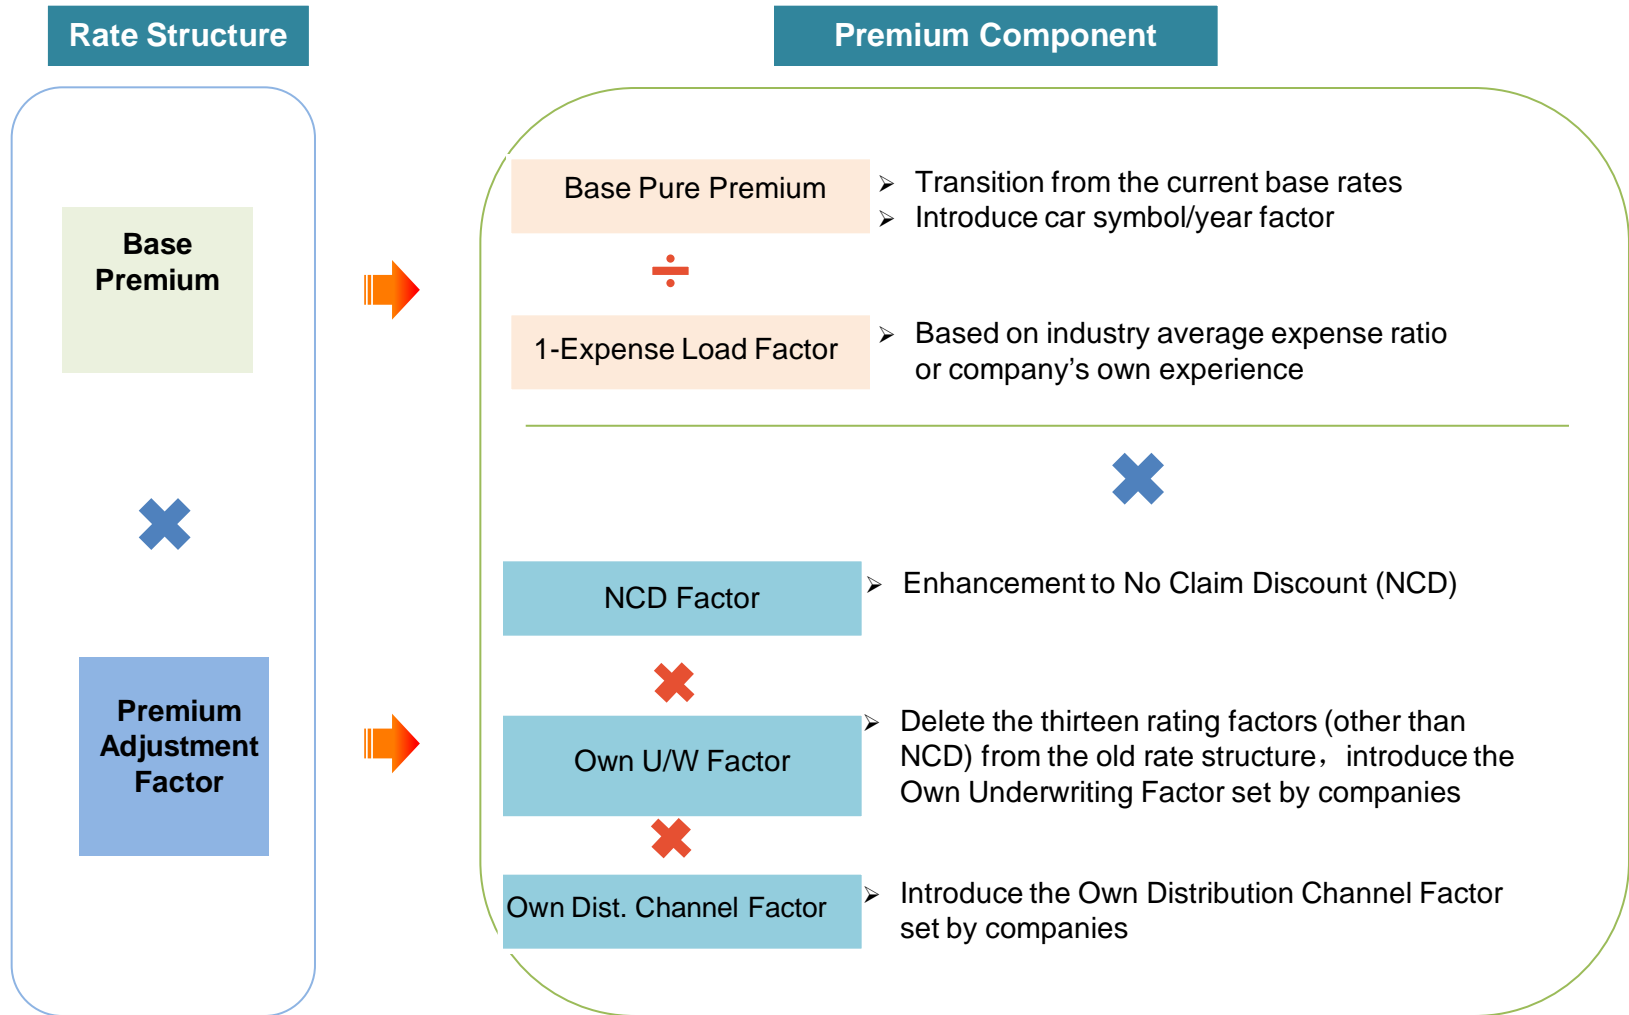 Rate Structure
Premium Component
Base
Premium
Base Pure Premium
➢ Transition from the current base rates
➢ Introduce car symbol/year factor
÷
1-Expense Load Factor
➢ Based on industry average expense ratio
or company’s own experience
✖
✖
NCD Factor
➢ Enhancement to No Claim Discount (NCD)
✖
Premium
Adjustment
Factor
Own U/W Factor
➢ Delete the thirteen rating factors (other than
NCD) from the old rate structure，introduce the
Own Underwriting Factor set by companies
✖
Own Dist. Channel Factor
➢ Introduce the Own Distribution Channel Factor
set by companies